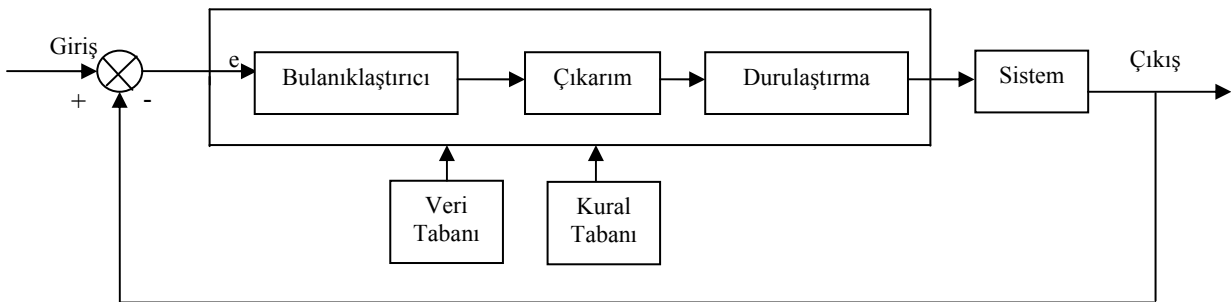 Giriş
+
-
e
Bulanıklaştırıcı
Çıkarım
Durulaştırma
Sistem
Çıkış
Veri
Tabanı
Kural
Tabanı